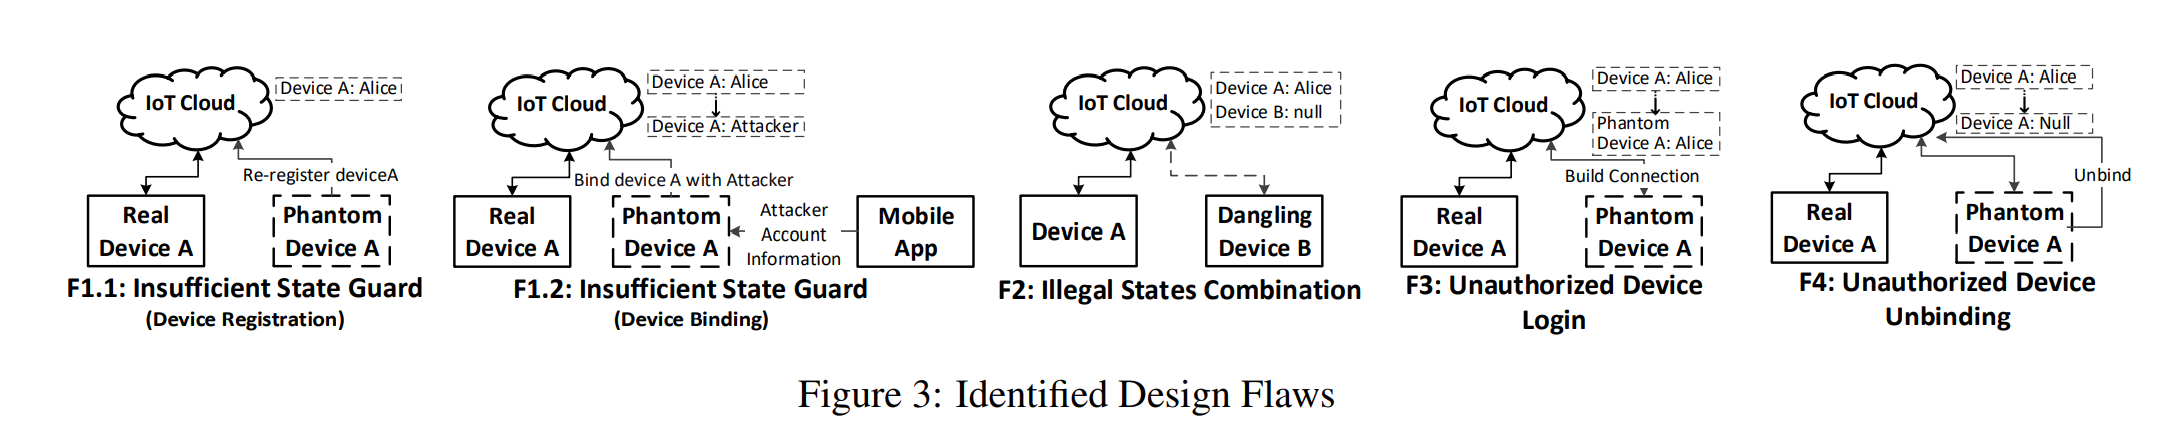 IoT Cloud
Device A: Alice
Re-register deviceA
Real
Device A
Phantom
Device A
F1.1: Insufficient State Guard
(Device Registration)
IoT Cloud
Device A: Alice
Device A: Attacker
Bind device A with Attacker
Real
Device A
Phantom
Device A
Attacker
Account
Information
Mobile
App
F1.2: Insufficient State Guard
(Device Binding)
IoT Cloud
Device A: Alice
Device B: null
Device A
Dangling
Device B
F2: Illegal States Combination
IoT Cloud
Device A: Alice
Phantom
Device A: Alice
Build Connection
Real
Device A
Phantom
Device A
F3: Unauthorized Device
Login
IoT Cloud
Device A: Alice
Device A: Null
Unbind
Real
Device A
Phantom
Device A
F4: Unauthorized Device
Unbinding
Figure 3: Identified Design Flaws